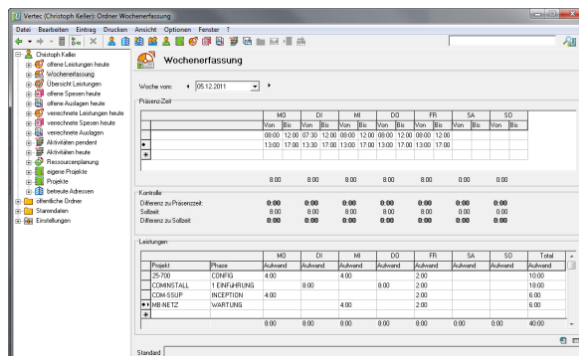 Vertec (Christoph Keller): Ordner Wochenerfassung
Datei Bearbeiten Eintrag Drucken Ansicht Optionen Fenster ?
Christoph Keller
offene Leistungen heute
Wochenerfassung
Übersicht Leistungen
offene Spesen heute
offene Auslagen heute
verrechnete Leistungen heute
verrechnete Spesen heute
verrechnete Auslagen
Aktivitäten pendent
Aktivitäten heute
Ressourcenplanung
eigene Projekte
Projekte
betreute Adressen
öffentliche Ordner
Stammdaten
Einstellungen
Wochenerfassung
Woche vom: 05.12.2011
Präsenz-Zeit
MO DI MI DO FR SA SO
Von Bis Von Bis Von Bis Von Bis Von Bis Von Bis Von Bis
08:00 12:00 07:30 12:00 08:00 12:00 08:00 12:00 08:00 12:00
13:00 17:00 13:30 17:00 13:00 17:00 13:00 17:00 13:00 17:00
8:00 8:00 8:00 8:00 8:00 0:00 0:00
Kontrolle
Differenz zu Präsenzzeit: 0:00 0:00 0:00 0:00 0:00 0:00 0:00
Sollzeit 8:00 8:00 8:00 8:00 8:00 0:00 0:00
Differenz zu Sollzeit 0:00 0:00 0:00 0:00 0:00 0:00 0:00
Leistungen
MO DI MI DO FR SA SO Total
Projekt Phase Aufwand Aufwand Aufwand Aufwand Aufwand Aufwand Aufwand Aufwand
25-700 CONFIG 4:00 4:00 2:00 10:00
COMINSTALL 1 EINFüHRUNG 8:00 8:00 2:00 18:00
COM-SSUP INCEPTION 4:00 2:00 6:00
MB-NETZ WARTUNG 4:00 2:00 6:00
8:00 8:00 8:00 8:00 8:00 0:00 0:00 40:00
Standard